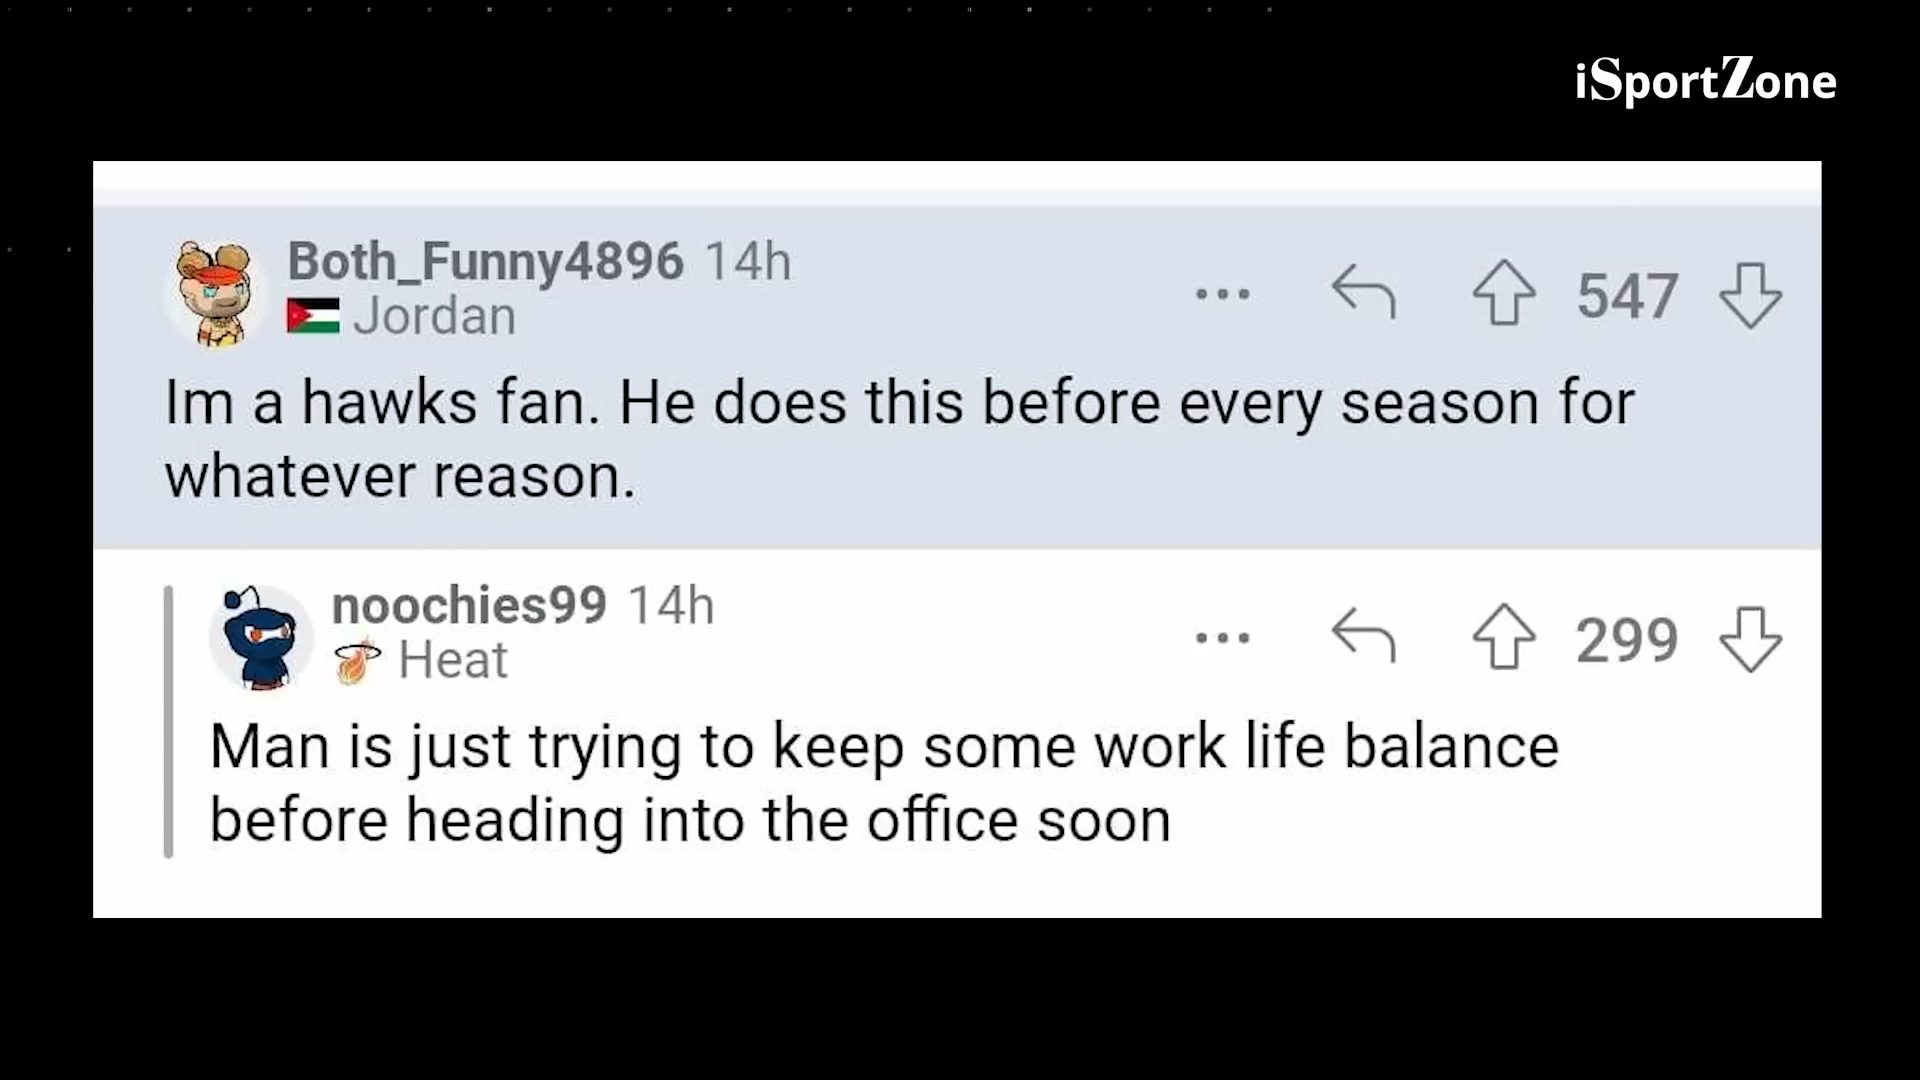 iSportZone
Both_Funny4896 14h
Jordan
... 547
Im a hawks fan. He does this before every season for
whatever reason.
noochies99 14h
Heat
... 299
Man is just trying to keep some work life balance
before heading into the office soon